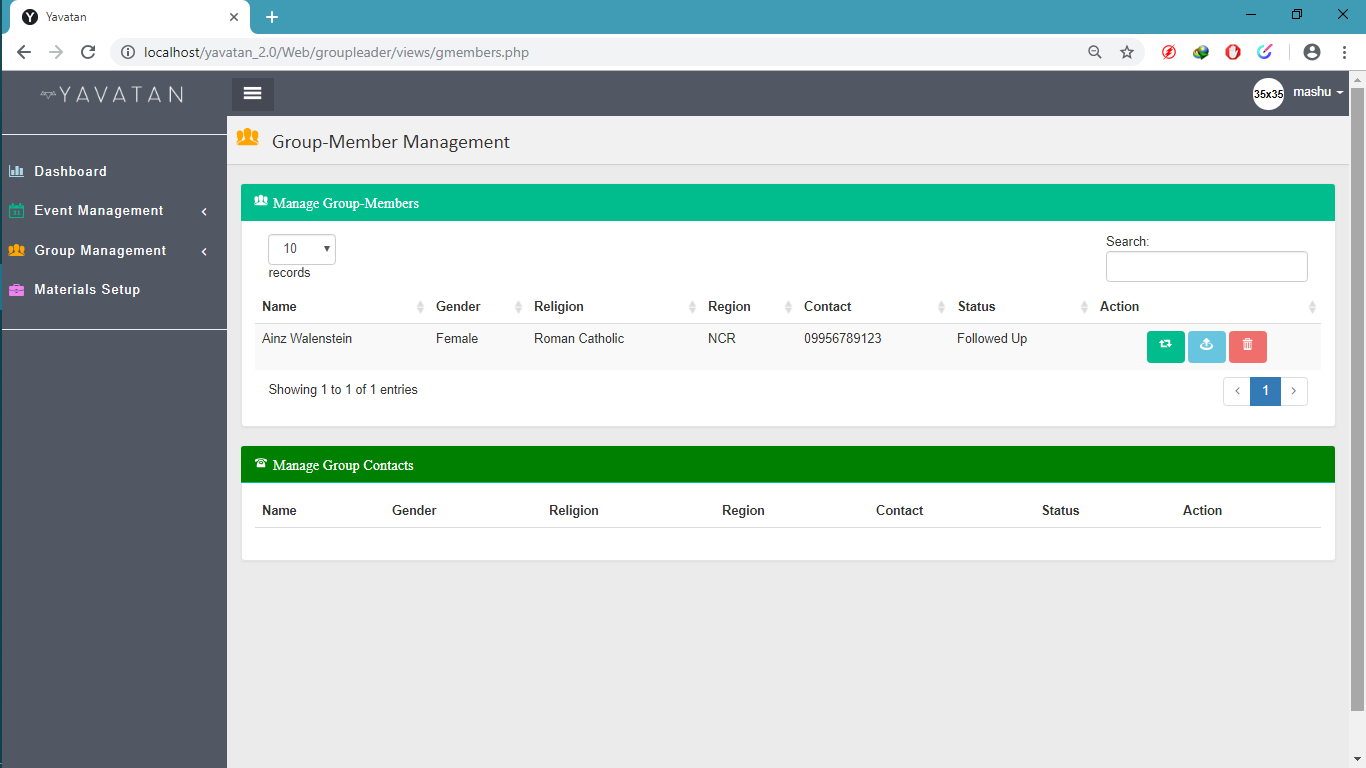 Yavatan
localhost/yavatan_2.0/Web/groupleader/views/gmembers.php
YAVATAN
35x35 mashu
Group-Member Management
Dashboard
Event Management
31
Group Management
Materials Setup
Manage Group-Members
10
records
Search:
Name Gender Religion Region Contact Status Action
Ainz Walenstein Female Roman Catholic NCR 09956789123 Followed Up
Showing 1 to 1 of 1 entries
‹ 1 ›
Manage Group Contacts
Name Gender Religion Region Contact Status Action